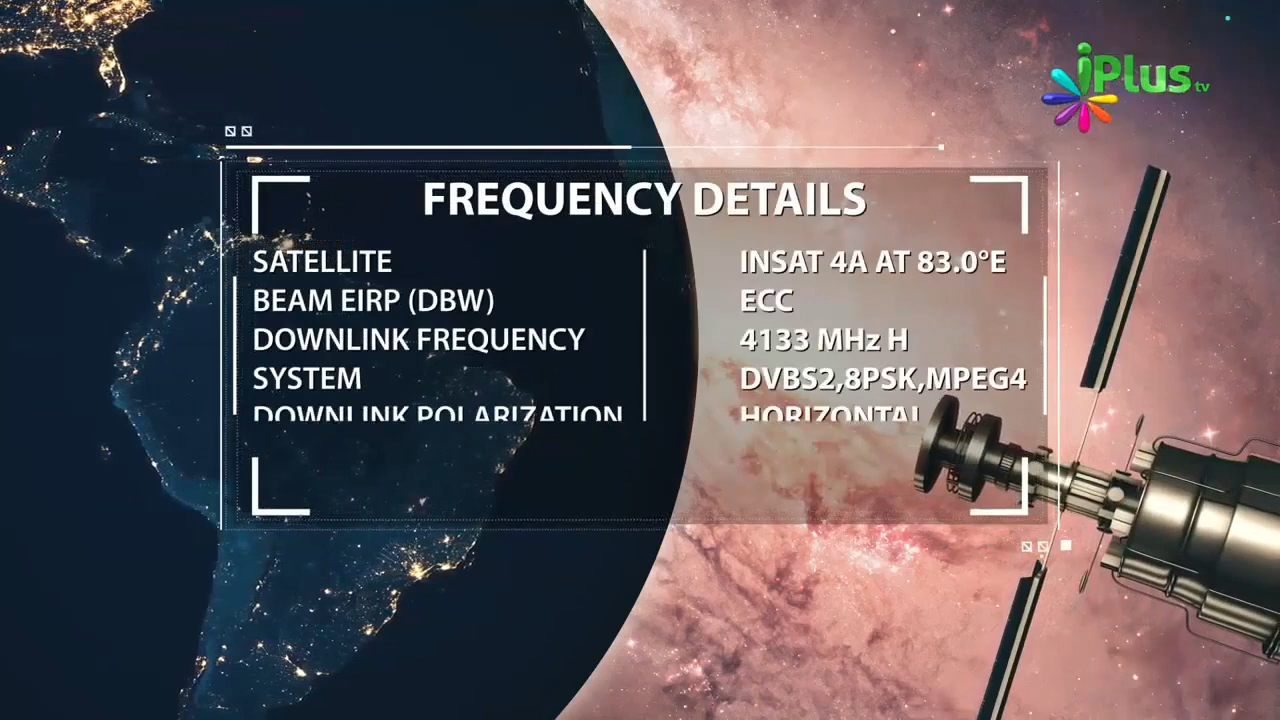 iPlus tv
FREQUENCY DETAILS
SATELLITE INSAT 4A AT 83.0°E
BEAM EIRP (DBW) ECC
DOWNLINK FREQUENCY 4133 MHz H
SYSTEM DVBS2,8PSK,MPEG4
DOWNLINK POLARIZATION HORIZONTAL